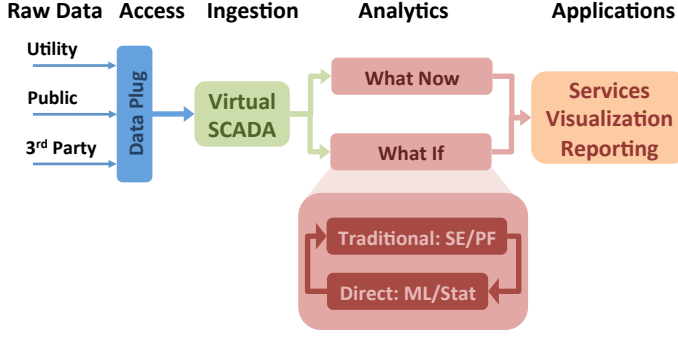 Raw Data Access Ingestion Analytics Applications
Utility
Public
3rd Party
Data Plug
Virtual
SCADA
What Now
What If
Services
Visualization
Reporting
Traditional: SE/PF
Direct: ML/Stat